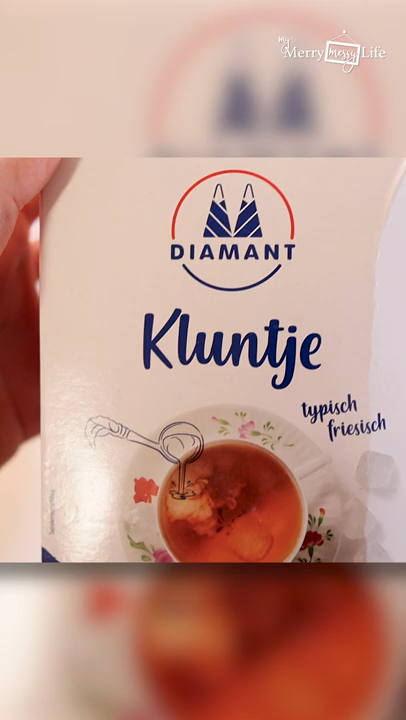 My
Merry messy Life
DIAMANT
Kluntje
typisch
friesisch